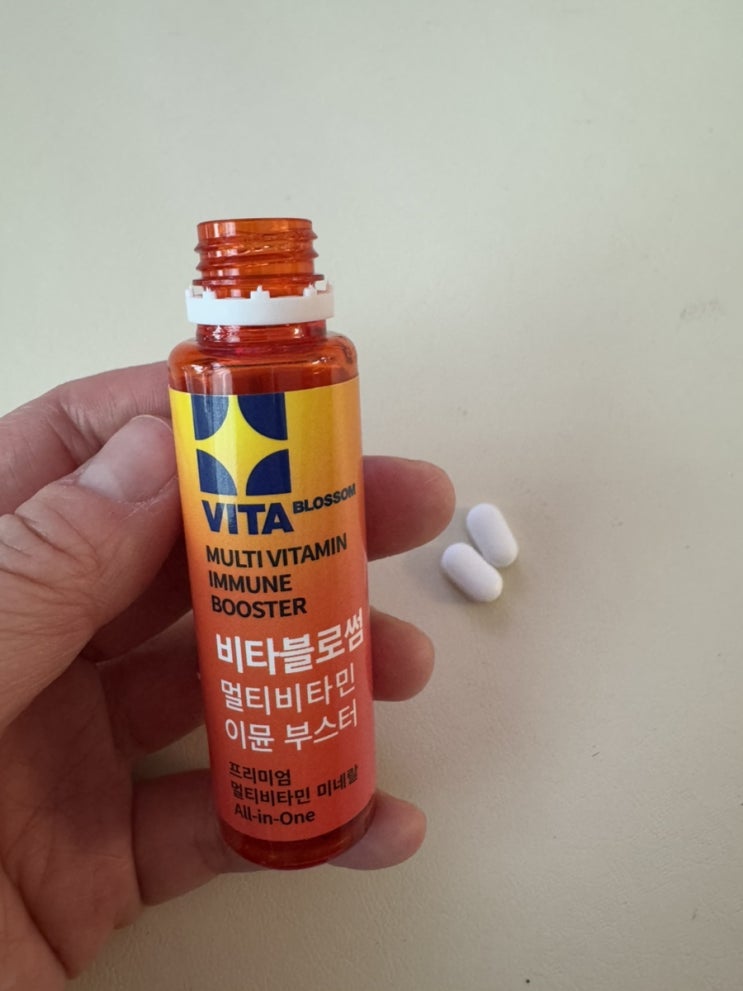 VITA BLOSSOM
MULTI VITAMIN
IMMUNE
BOOSTER
비타블로썸
멀티비타민
이뮨 부스터
프리미엄
멀티비타민 미네랄
All-in-One